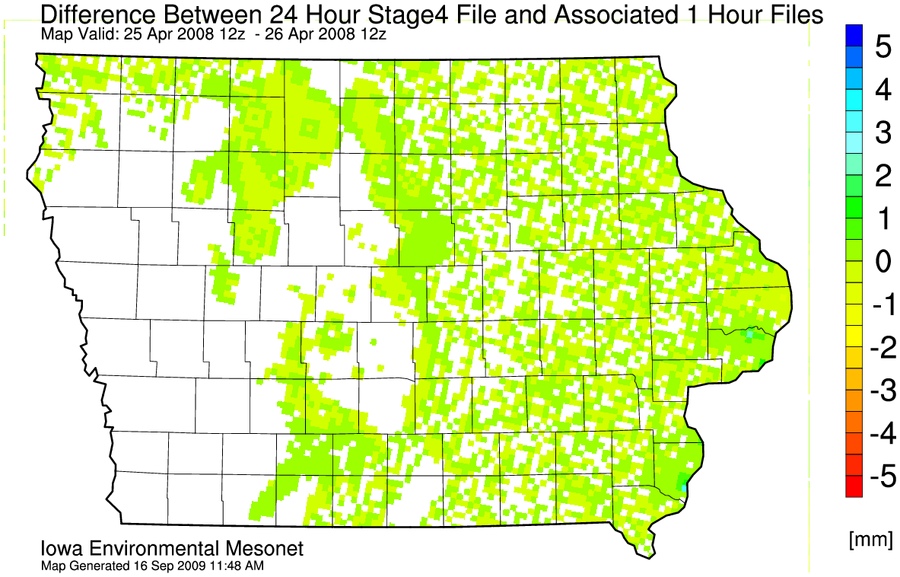 Difference Between 24 Hour Stage4 File and Associated 1 Hour Files
Map Valid: 25 Apr 2008 12z - 26 Apr 2008 12z
5
4
3
2
1
0
-1
-2
-3
-4
-5
[mm]
Iowa Environmental Mesonet
Map Generated 16 Sep 2009 11:48 AM